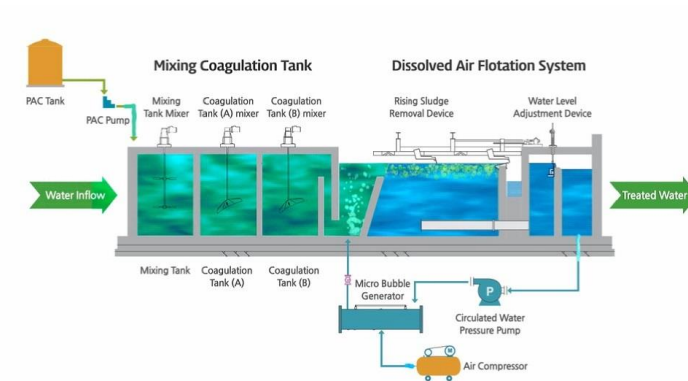 Mixing Coagulation Tank
Dissolved Air Flotation System
PAC Tank
PAC Pump
Mixing
Tank Mixer
Coagulation
Tank (A) mixer
Coagulation
Tank (B) mixer
Rising Sludge
Removal Device
Water Level
Adjustment Device
Water Inflow
Treated Water
Mixing Tank
Coagulation
Tank (A)
Coagulation
Tank (B)
Micro Bubble
Generator
P
Circulated Water
Pressure Pump
M
Air Compressor